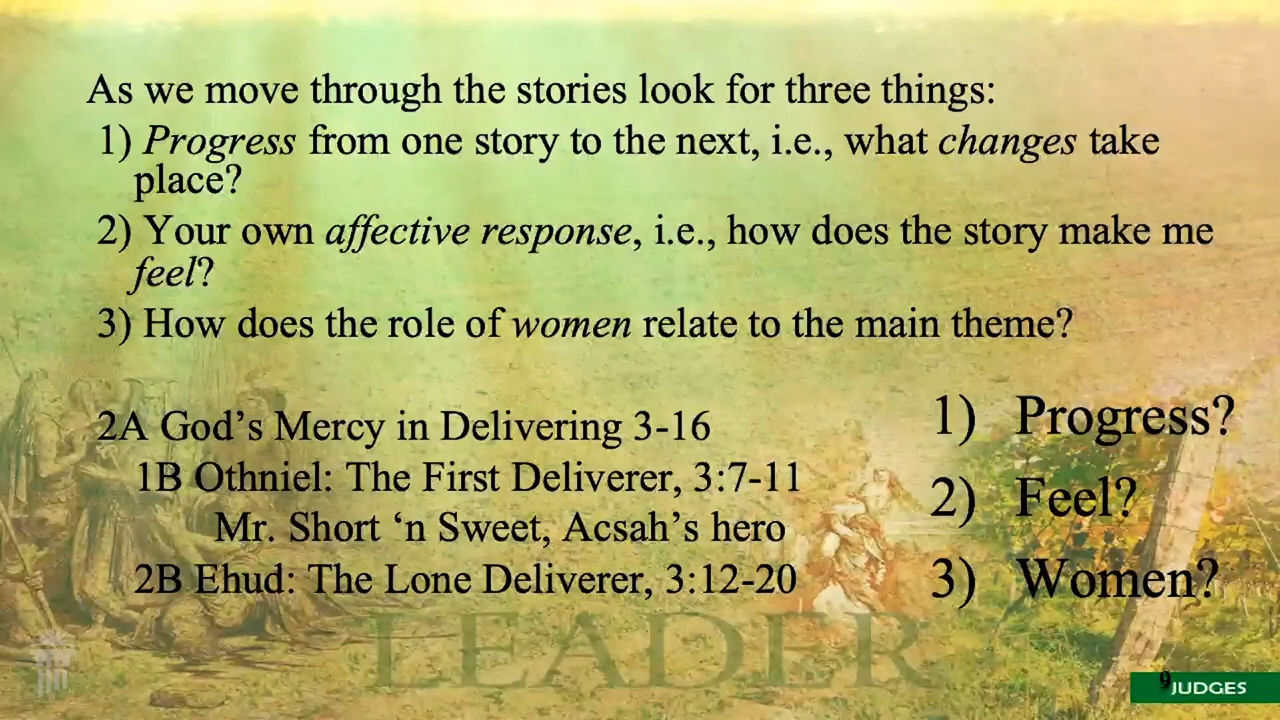 As we move through the stories look for three things:
1) Progress from one story to the next, i.e., what changes take
place?
2) Your own affective response, i.e., how does the story make me
feel?
3) How does the role of women relate to the main theme?
2A God’s Mercy in Delivering 3-16
1B Othniel: The First Deliverer, 3:7-11
Mr. Short ‘n Sweet, Acsah’s hero
2B Ehud: The Lone Deliverer, 3:12-20
1) Progress?
2) Feel?
3) Women?
LEADER
9
JUDGES